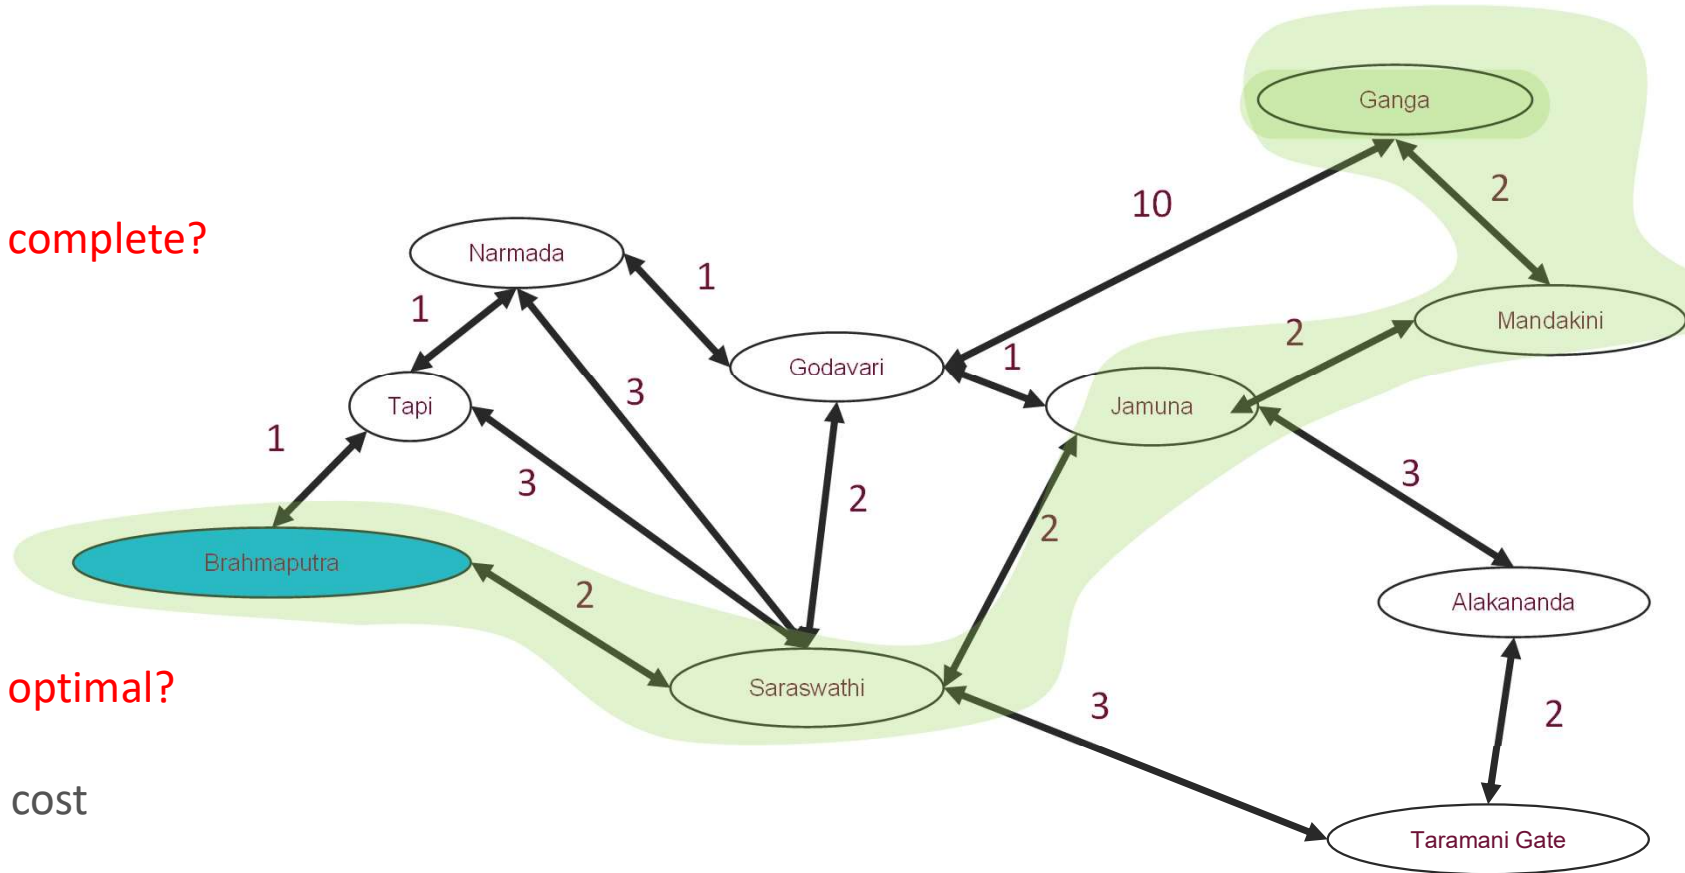 Ganga
2
10
complete?
Narmada
1
1
Mandakini
2
Godavari
1
3
Tapi
Jamuna
1
3
2
3
2
Brahmaputra
2
Alakananda
optimal?
Saraswathi
3
2
cost
Taramani Gate